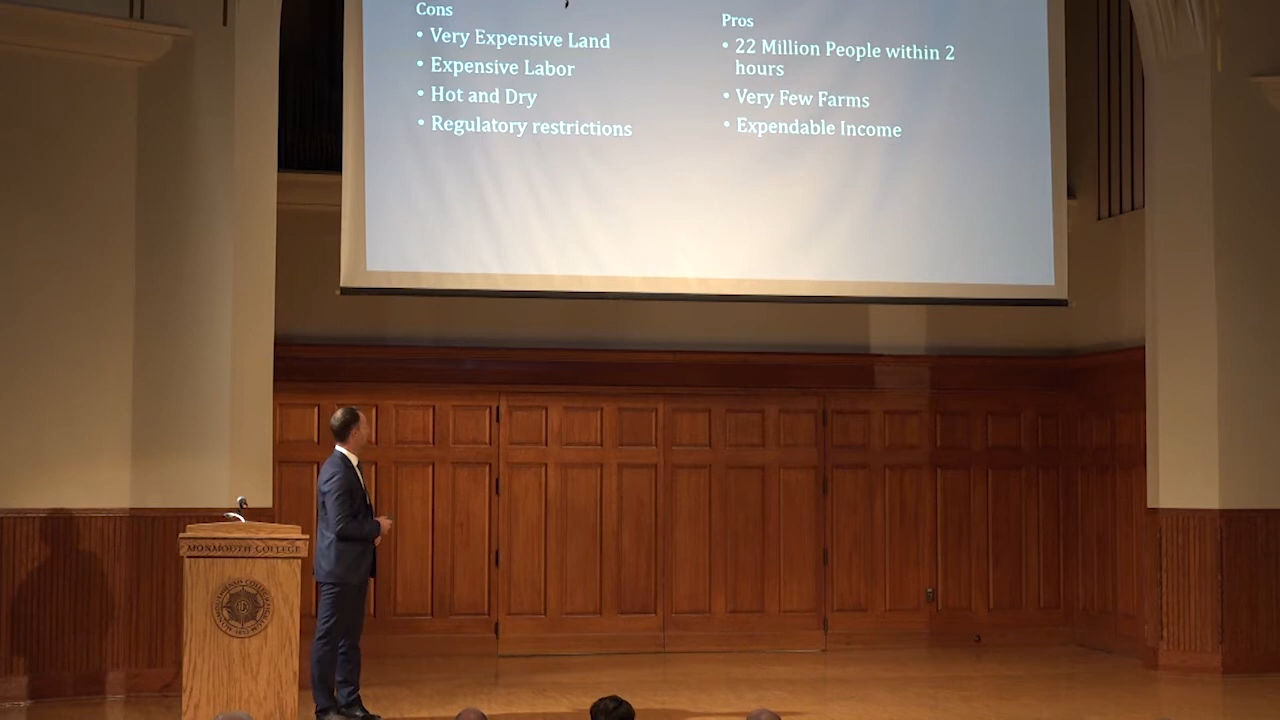 Cons
• Very Expensive Land
• Expensive Labor
• Hot and Dry
• Regulatory restrictions
Pros
• 22 Million People within 2
hours
• Very Few Farms
• Expendable Income
MONMOUTH COLLEGE